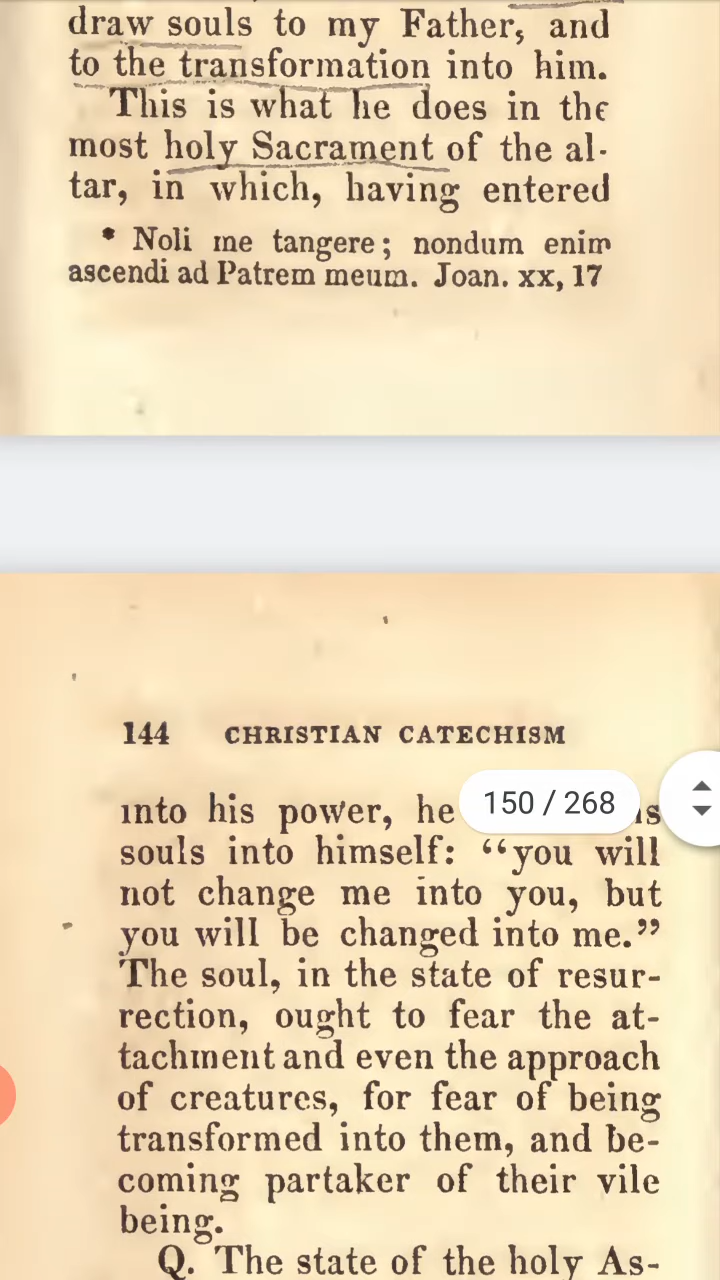 draw souls to my Father, and
to the transformation into him.
This is what he does in the
most holy Sacrament of the al-
tar, in which, having entered
* Noli me tangere; nondum enim
ascendi ad Patrem meum. Joan. xx, 17
144 CHRISTIAN CATECHISM
into his power, he
150 / 268
souls into himself: “you will
not change me into you, but
you will be changed into me.”
The soul, in the state of resur-
rection, ought to fear the at-
tachment and even the approach
of creatures, for fear of being
transformed into them, and be-
coming partaker of their vile
being.
Q. The state of the holy As-